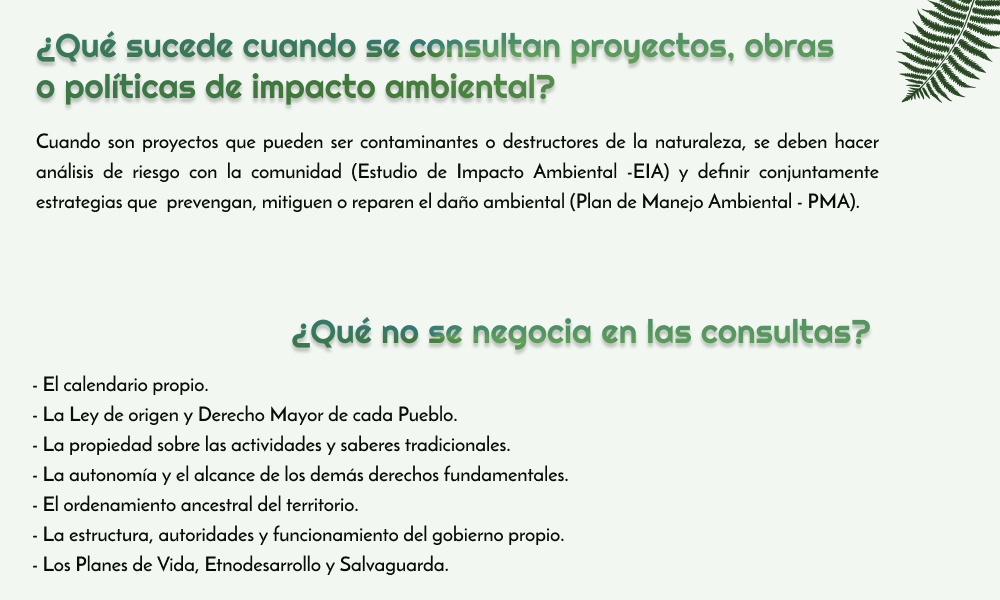 ¿Qué sucede cuando se consultan proyectos, obras
o políticas de impacto ambiental?
Cuando son proyectos que pueden ser contaminantes o destructores de la naturaleza, se deben hacer
análisis de riesgo con la comunidad (Estudio de Impacto Ambiental -EIA) y definir conjuntamente
estrategias que prevengan, mitiguen o reparen el daño ambiental (Plan de Manejo Ambiental - PMA).
¿Qué no se negocia en las consultas?
- El calendario propio.
- La Ley de origen y Derecho Mayor de cada Pueblo.
- La propiedad sobre las actividades y saberes tradicionales.
- La autonomía y el alcance de los demás derechos fundamentales.
- El ordenamiento ancestral del territorio.
- La estructura, autoridades y funcionamiento del gobierno propio.
- Los Planes de Vida, Etnodesarrollo y Salvaguarda.